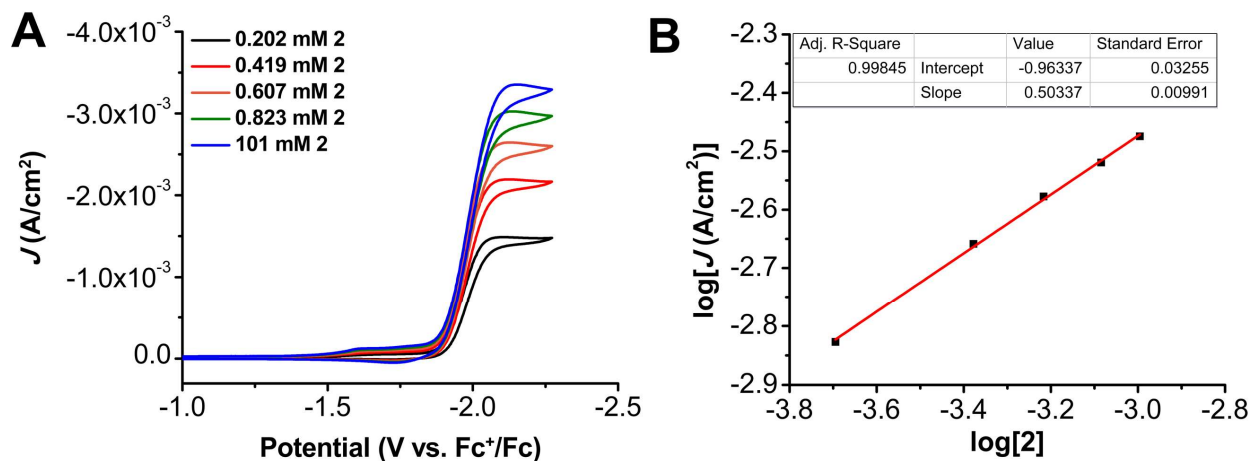 A
-4.0x10⁻³
-3.0x10⁻³
-2.0x10⁻³
-1.0x10⁻³
0.0
J (A/cm²)
0.202 mM 2
0.419 mM 2
0.607 mM 2
0.823 mM 2
101 mM 2
-1.0 -1.5 -2.0 -2.5
Potential (V vs. Fc⁺/Fc)
B
-2.3
-2.4
-2.5
-2.6
-2.7
-2.8
-2.9
log[J (A/cm²)]
Adj. R-Square Value Standard Error
0.99845 Intercept -0.96337 0.03255
Slope 0.50337 0.00991
-3.8 -3.6 -3.4 -3.2 -3.0 -2.8
log[2]